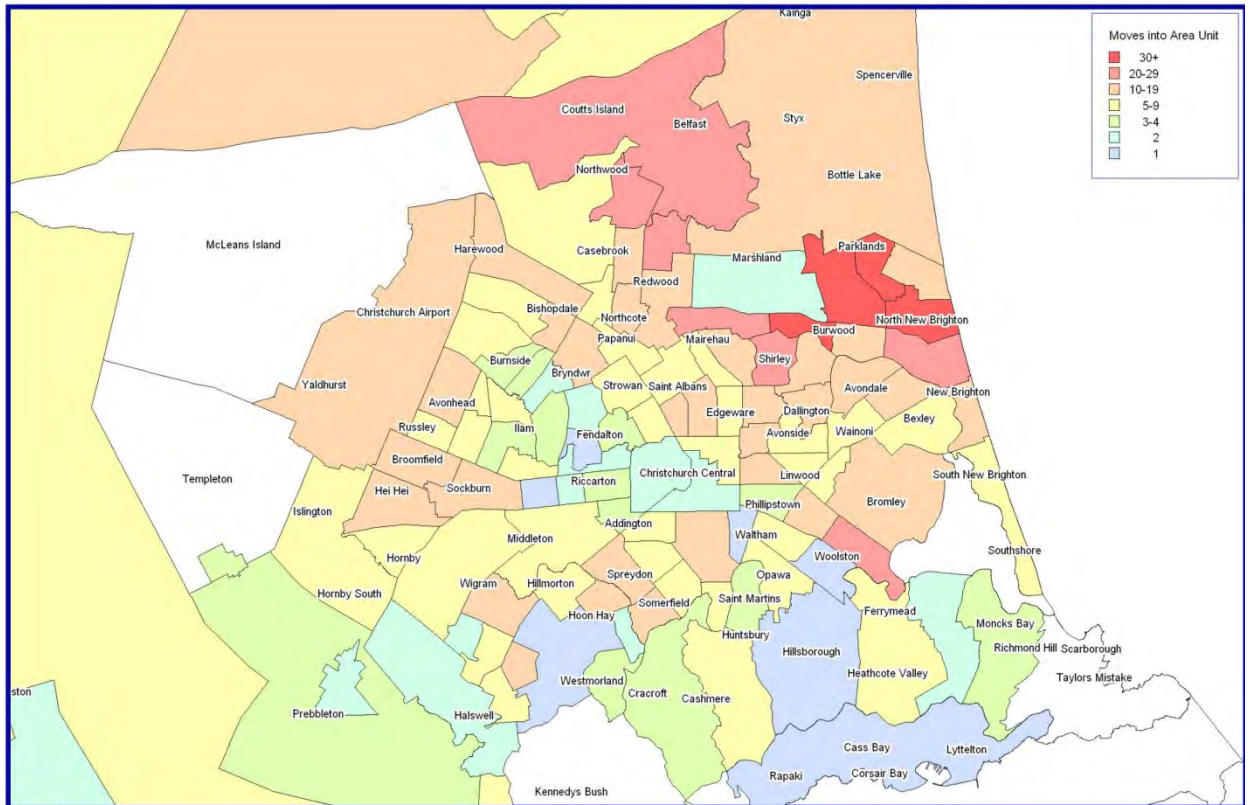 Kainga
Moves into Area Unit
30+
20-29
10-19
5-9
3-4
2
1
Spencerville
Coutts Island
Belfast
Styx
Northwood
Bottle Lake
McLeans Island
Harewood
Casebrook
Marshland
Parklands
Redwood
Christchurch Airport
Bishopdale
Northcote
North New Brighton
Burwood
Papanui
Mairehau
Shirley
Burnside
Bryndwr
Yaldhurst
Strowan
Saint Albans
Avondale
New Brighton
Avonhead
Edgeware
Dallington
Bexley
Russley
Ilam
Fendalton
Avonside
Wainoni
Broomfield
Christchurch Central
Linwood
South New Brighton
Templeton
Hei Hei
Sockburn
Riccarton
Phillipstown
Bromley
Islington
Addington
Middleton
Waltham
Southshore
Hornby
Woolston
Wigram
Hillmorton
Spreydon
Opawa
Hornby South
Somerfield
Saint Martins
Ferrymead
Hoon Hay
Moncks Bay
Huntsbury
Hillsborough
Richmond Hill
Scarborough
Westmorland
Heathcote Valley
Taylors Mistake
ston
Cracroft
Cashmere
Prebbleton
Halswell
Cass Bay
Lyttelton
Rapaki
Corsair Bay
Kennedys Bush